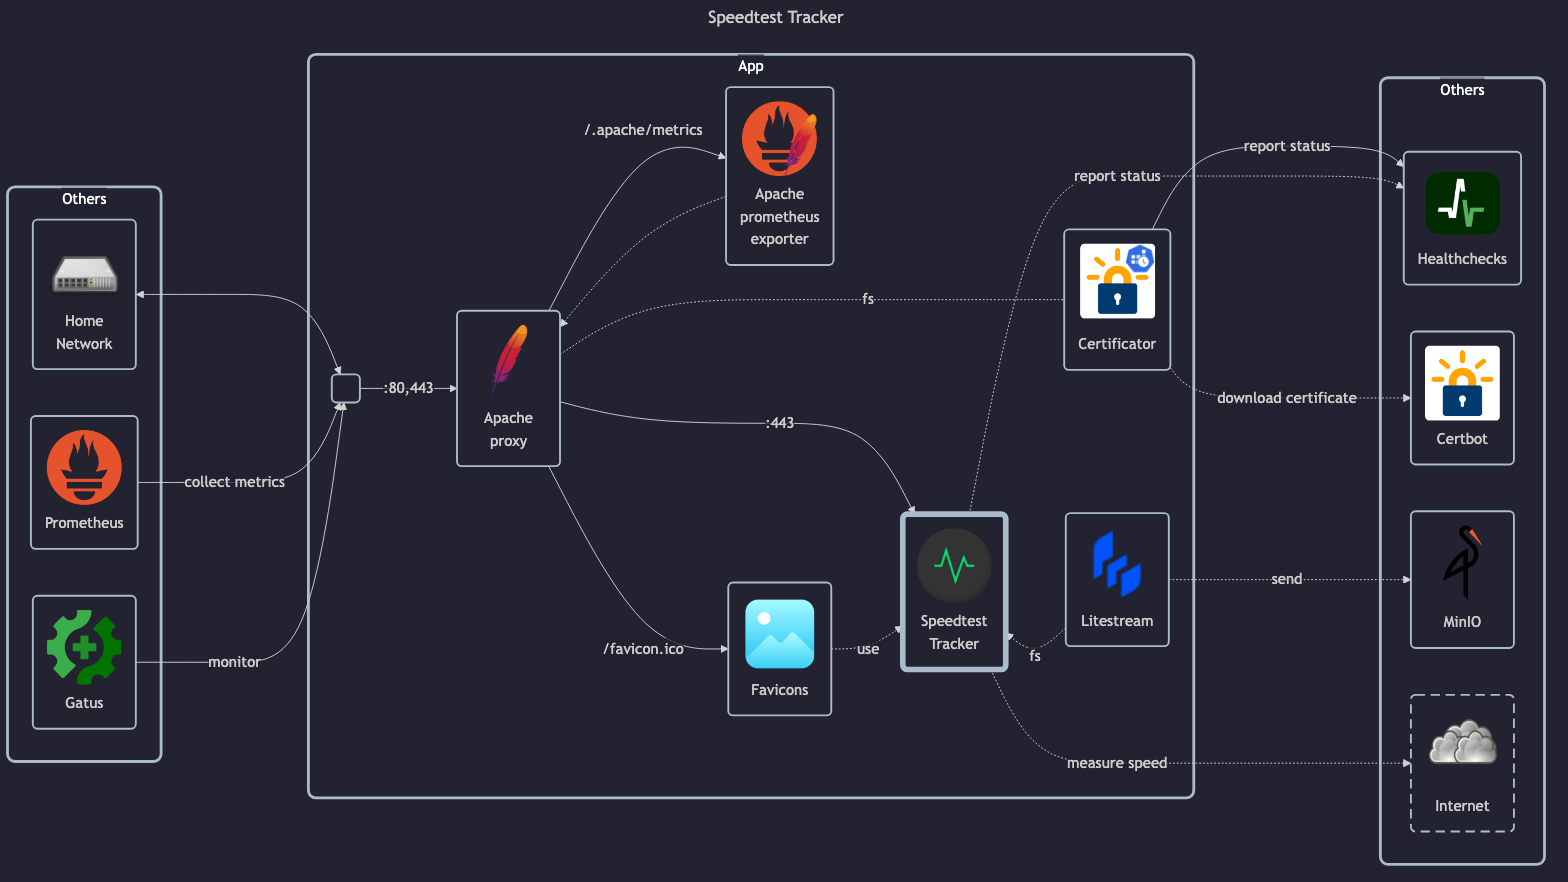 Speedtest Tracker
App
Others
Home
Network
Prometheus
Gatus
collect metrics
monitor
:80,443
Apache
proxy
/.apache/metrics
Apache
prometheus
exporter
fs
:443
/favicon.ico
Favicons
use
Speedtest
Tracker
fs
Litestream
Certificator
report status
report status
download certificate
send
measure speed
Others
Healthchecks
Certbot
MinIO
Internet